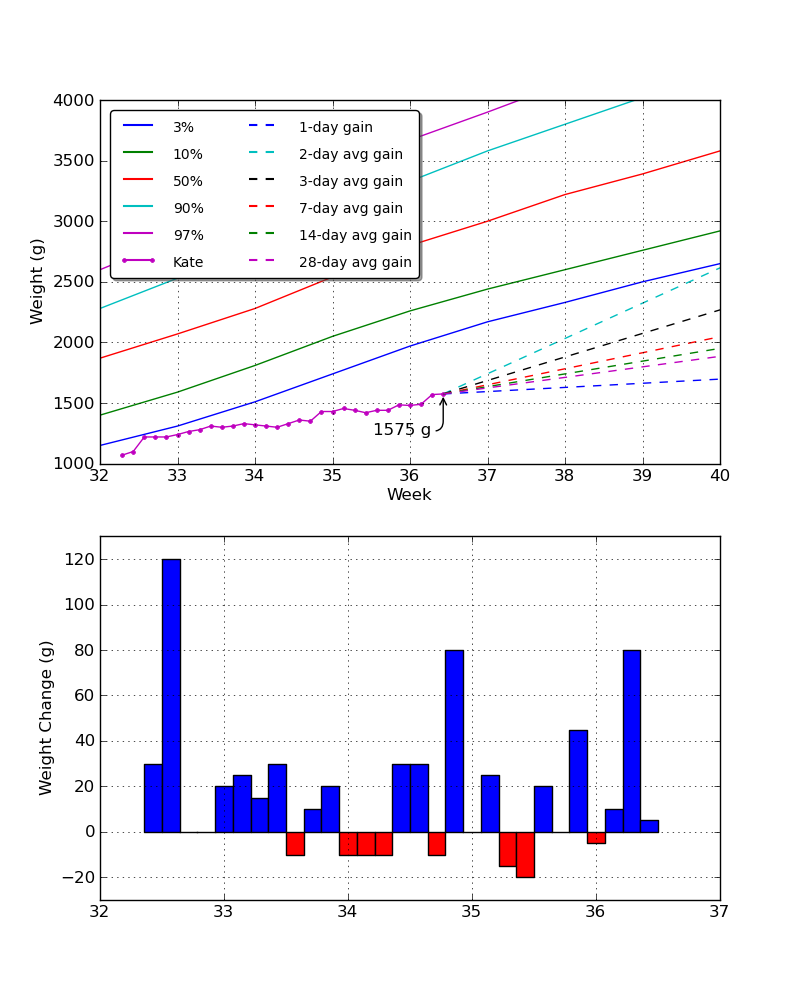 4000
3500
3000
2500
2000
1500
1000
Weight (g)
3%
10%
50%
90%
97%
Kate
1-day gain
2-day avg gain
3-day avg gain
7-day avg gain
14-day avg gain
28-day avg gain
1575 g
32 33 34 35 36 37 38 39 40
Week
120
100
80
60
40
20
0
−20
Weight Change (g)
32 33 34 35 36 37